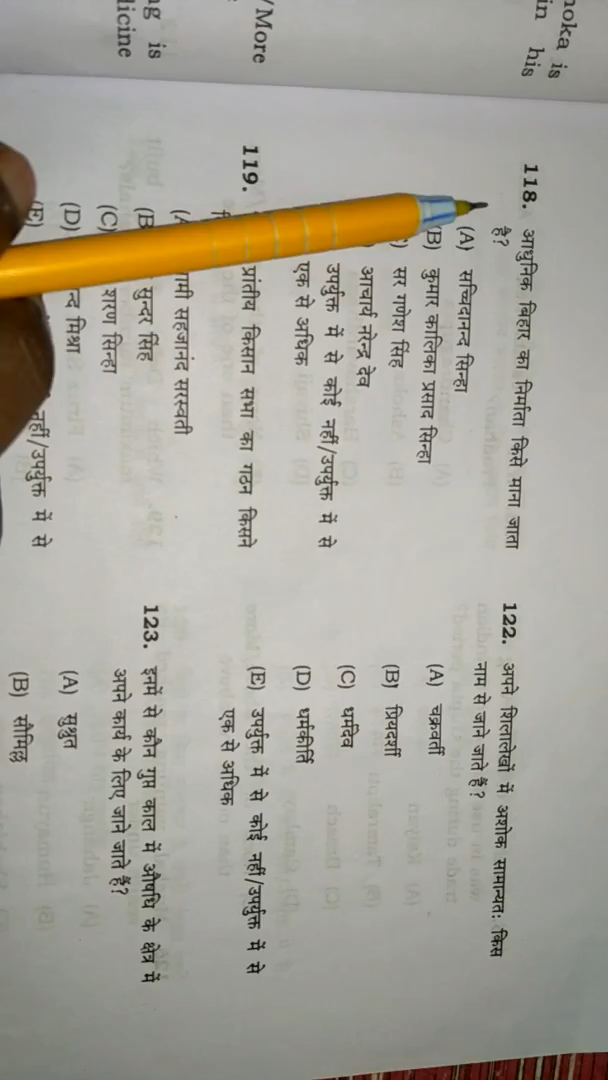 noka is
in his
/More
ng is
licine
118. आधुनिक बिहार का निर्माता किसे माना जाता
है?
(A) सच्चिदानन्द सिन्हा
(B) कुमार कालिका प्रसाद सिन्हा
सर गणेश सिंह
आचार्य नरेन्द्र देव
उपर्युक्त में से कोई नहीं/उपर्युक्त में से
एक से अधिक
119. प्रांतीय किसान सभा का गठन किसने
ामी सहजानंद सरस्वती
(B सुन्दर सिंह
(C) शरण सिन्हा
(D) न्द मिश्रा
(E) नहीं/उपर्युक्त में से
122. अपने शिलालेखों में अशोक सामान्यतः किस
नाम से जाने जाते हैं?
(A) चक्रवर्ती
(B) प्रियदर्शी
(C) धर्मदेव
(D) धर्मकीर्ति
(E) उपर्युक्त में से कोई नहीं/उपर्युक्त में से
एक से अधिक
123. इनमें से कौन गुप्त काल में औषधि के क्षेत्र में
अपने कार्य के लिए जाने जाते हैं?
(A) सुश्रुत
(B) सौमिल्ल